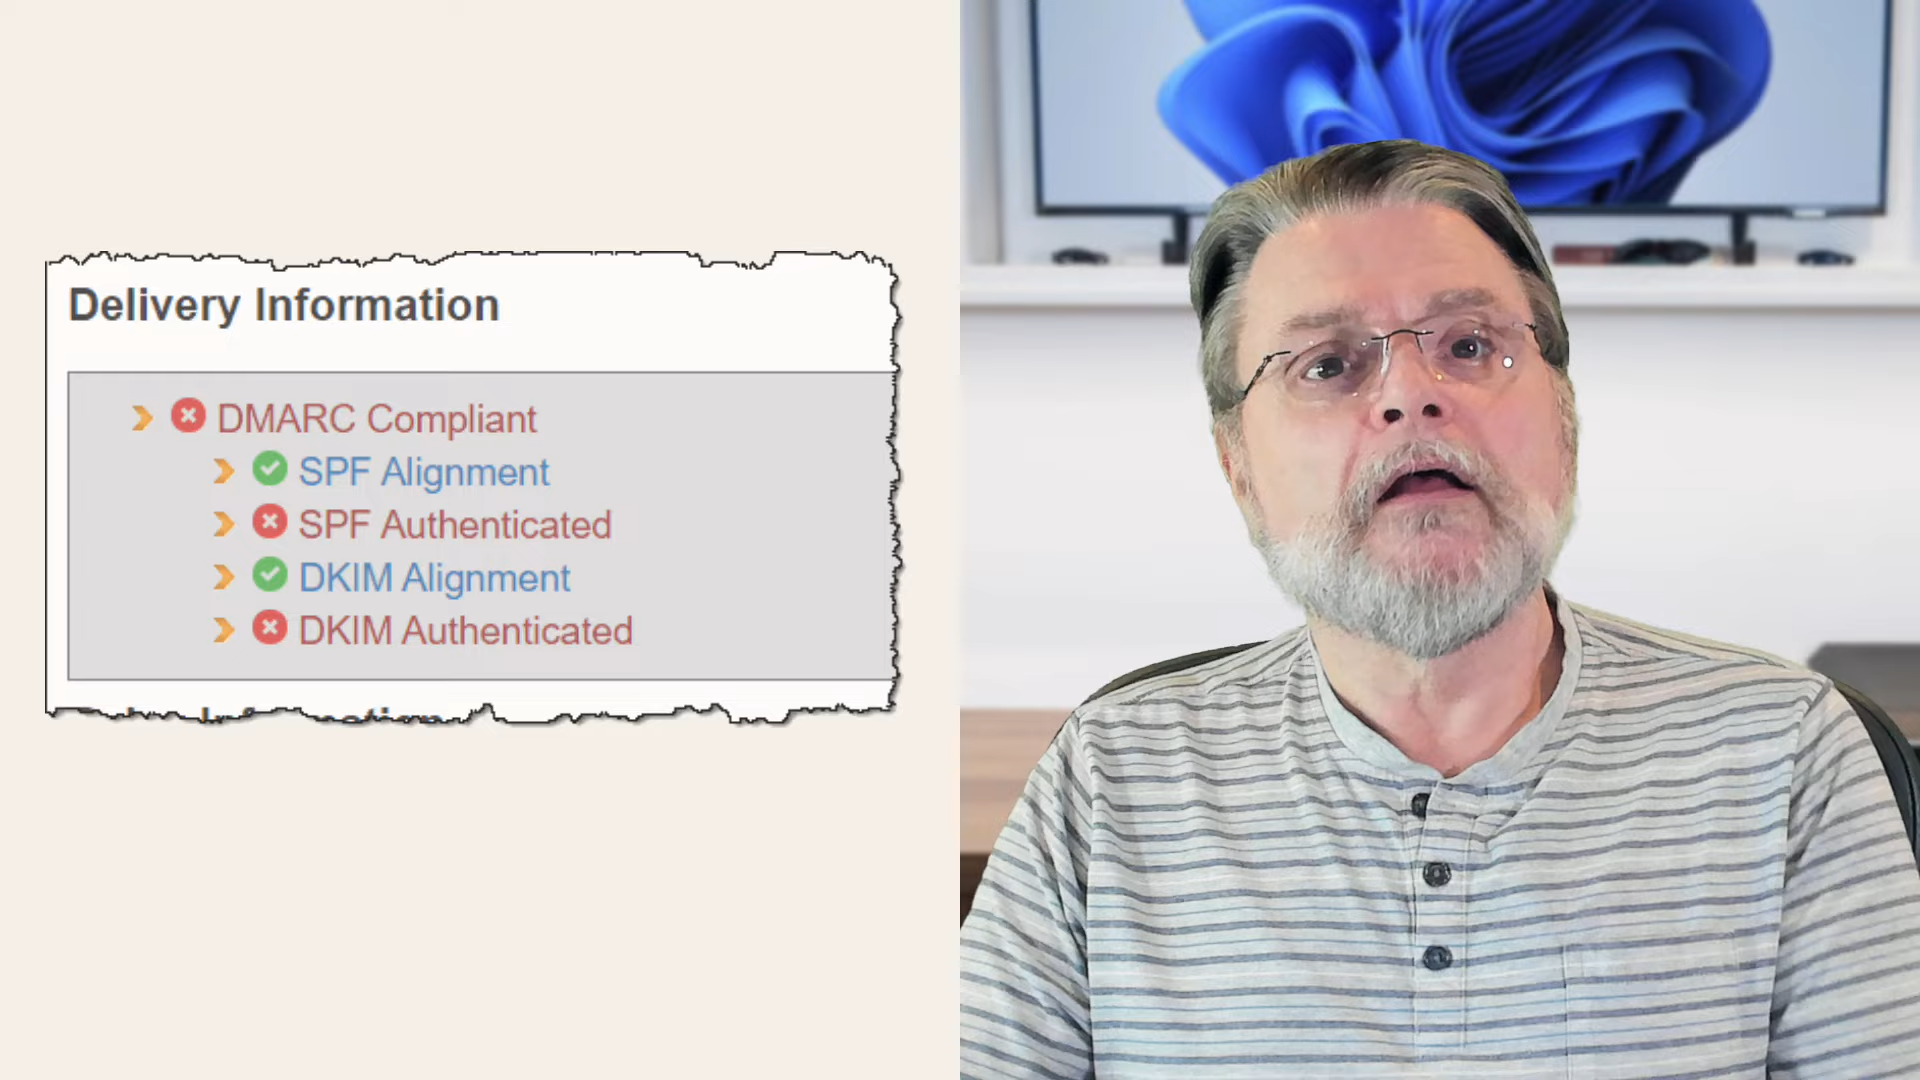 Delivery Information
DMARC Compliant
SPF Alignment
SPF Authenticated
DKIM Alignment
DKIM Authenticated